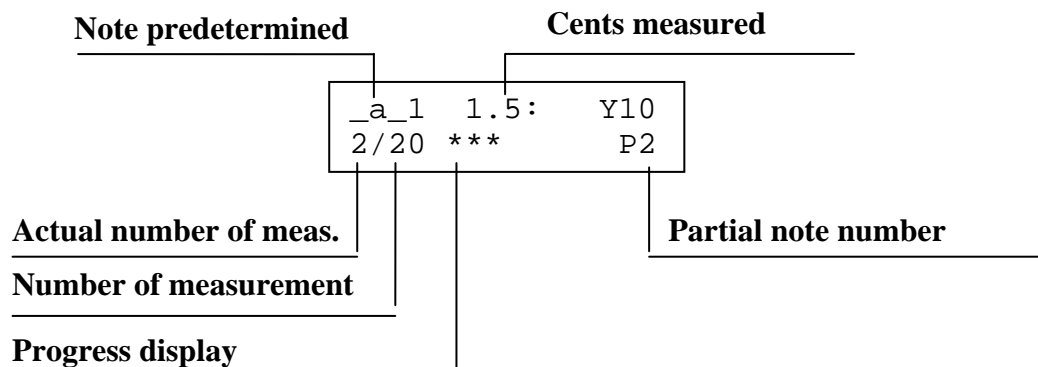 Note predetermined
Cents measured
_a_1 1.5: Y10
2/20 *** P2
Actual number of meas.
Partial note number
Number of measurement
Progress display